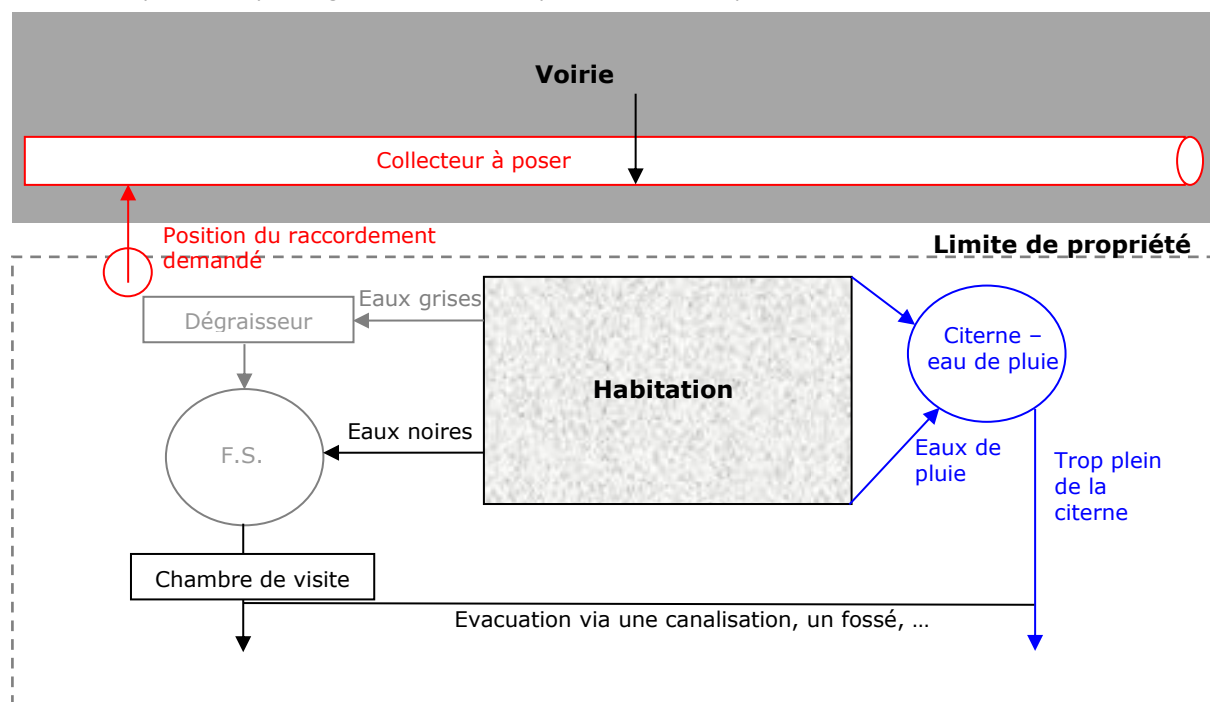 Voirie
Collecteur à poser
Position du raccordement
demandé
Limite de propriété
Eaux grises
Dégraisseur
Citerne –
eau de pluie
Habitation
Eaux noires
F.S.
Eaux de
pluie
Trop plein
de la
citerne
Chambre de visite
Evacuation via une canalisation, un fossé, …